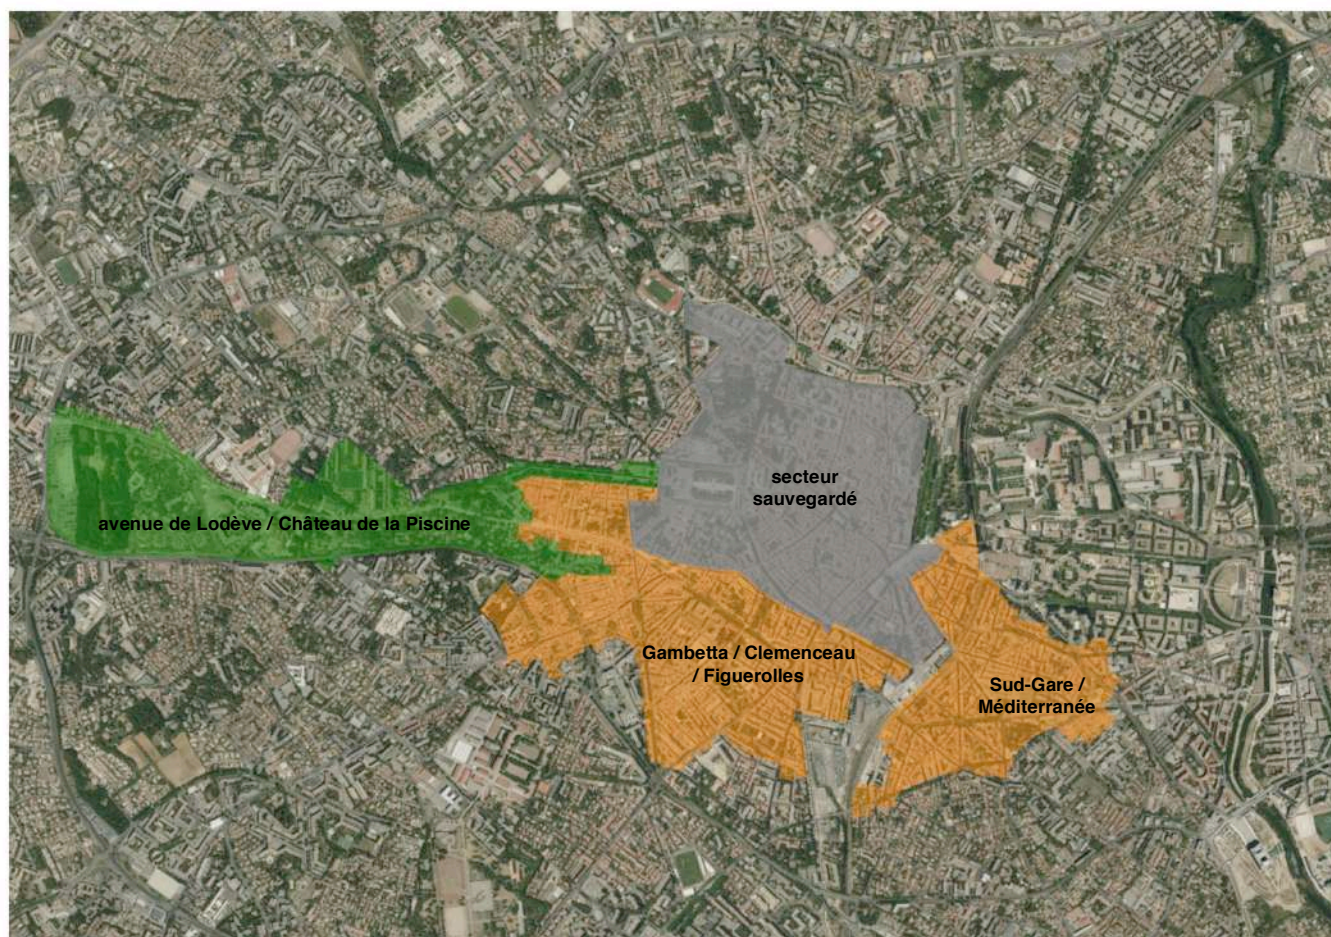 secteur
sauvegardé
avenue de Lodève / Château de la Piscine
Gambetta / Clemenceau
/ Figuerolles
Sud-Gare /
Méditerranée